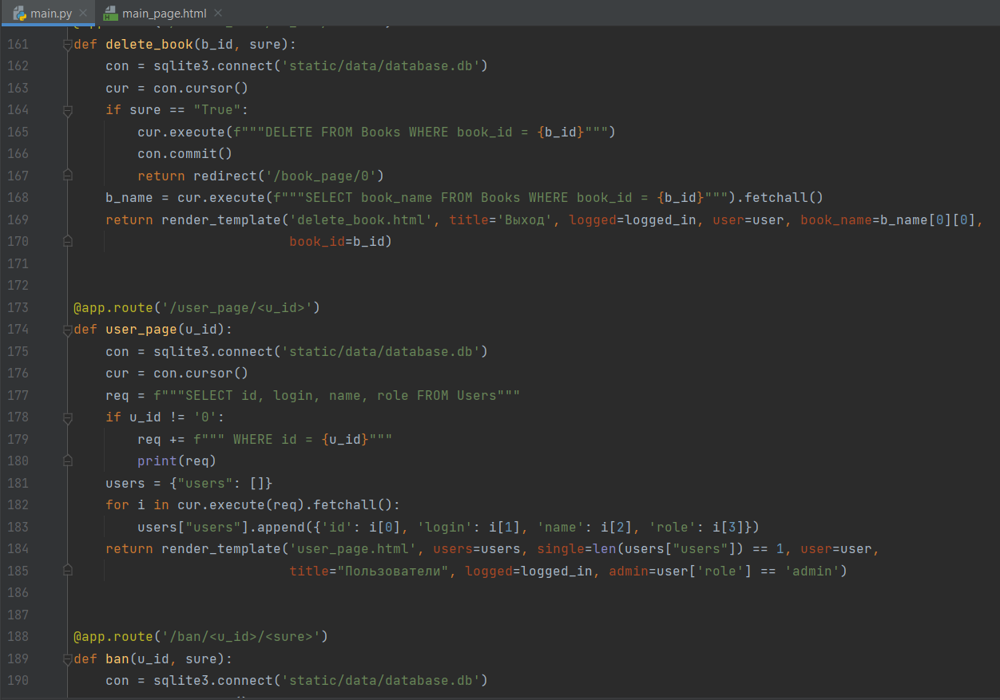 main.py
main_page.html
161 def delete_book(b_id, sure):
162     con = sqlite3.connect('static/data/database.db')
163     cur = con.cursor()
164     if sure == "True":
165         cur.execute(f"""DELETE FROM Books WHERE book_id = {b_id}""")
166         con.commit()
167         return redirect('/book_page/0')
168     b_name = cur.execute(f"""SELECT book_name FROM Books WHERE book_id = {b_id}""").fetchall()
169     return render_template('delete_book.html', title='Выход', logged=logged_in, user=user, book_name=b_name[0][0],
170                            book_id=b_id)
171
172
173 @app.route('/user_page/<u_id>')
174 def user_page(u_id):
175     con = sqlite3.connect('static/data/database.db')
176     cur = con.cursor()
177     req = f"""SELECT id, login, name, role FROM Users"""
178     if u_id != '0':
179         req += f""" WHERE id = {u_id}"""
180         print(req)
181     users = {"users": []}
182     for i in cur.execute(req).fetchall():
183         users["users"].append({'id': i[0], 'login': i[1], 'name': i[2], 'role': i[3]})
184     return render_template('user_page.html', users=users, single=len(users["users"]) == 1, user=user,
185                            title="Пользователи", logged=logged_in, admin=user['role'] == 'admin')
186
187
188 @app.route('/ban/<u_id>/<sure>')
189 def ban(u_id, sure):
190     con = sqlite3.connect('static/data/database.db')